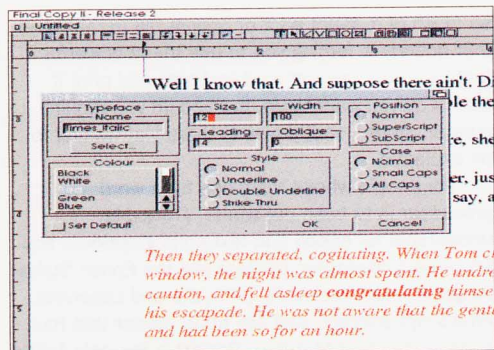 Final Copy II - Release 2
Untitled
"Well I know that. And suppose there ain't. Di
ble the
Typeface
Name
Times_italic
Select...
Size
12
Width
100
Leading
14
Oblique
0
Position
Normal
SuperScript
SubScript
re, she
Colour
Black
White
Green
Blue
Style
Normal
Underline
Double Underline
Strike-Thru
Case
Normal
Small Caps
All Caps
er, jus
say, a
Set Default
OK
Cancel
Then they separated, cogitating. When Tom c
window, the night was almost spent. He undre
caution, and fell asleep congratulating himse
his escapade. He was not aware that the gent
and had been so for an hour.